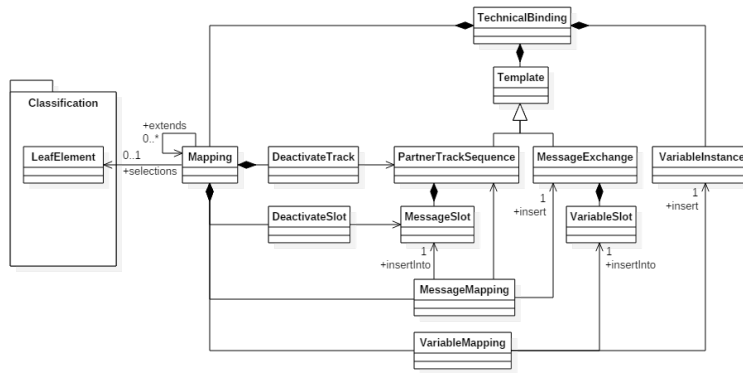 TechnicalBinding
Template
Classification
+extends
0..*
LeafElement
0..1
+selections
Mapping
DeactivateTrack
PartnerTrackSequence
MessageExchange
VariableInstance
DeactivateSlot
MessageSlot
1
+insert
VariableSlot
1
+insert
1
+insertInto
1
+insertInto
MessageMapping
VariableMapping